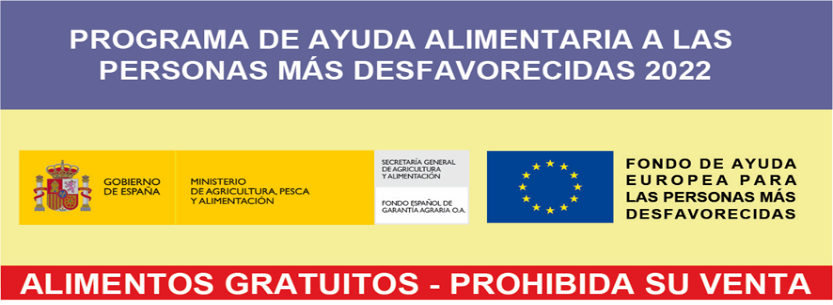 PROGRAMA DE AYUDA ALIMENTARIA A LAS
PERSONAS MÁS DESFAVORECIDAS 2022
GOBIERNO
DE ESPAÑA
MINISTERIO
DE AGRICULTURA, PESCA
Y ALIMENTACIÓN
SECRETARÍA GENERAL
DE AGRICULTURA
Y ALIMENTACIÓN
FONDO ESPAÑOL DE
GARANTÍA AGRARIA O.A.
FONDO DE AYUDA
EUROPEA PARA
LAS PERSONAS MÁS
DESFAVORECIDAS
ALIMENTOS GRATUITOS - PROHIBIDA SU VENTA